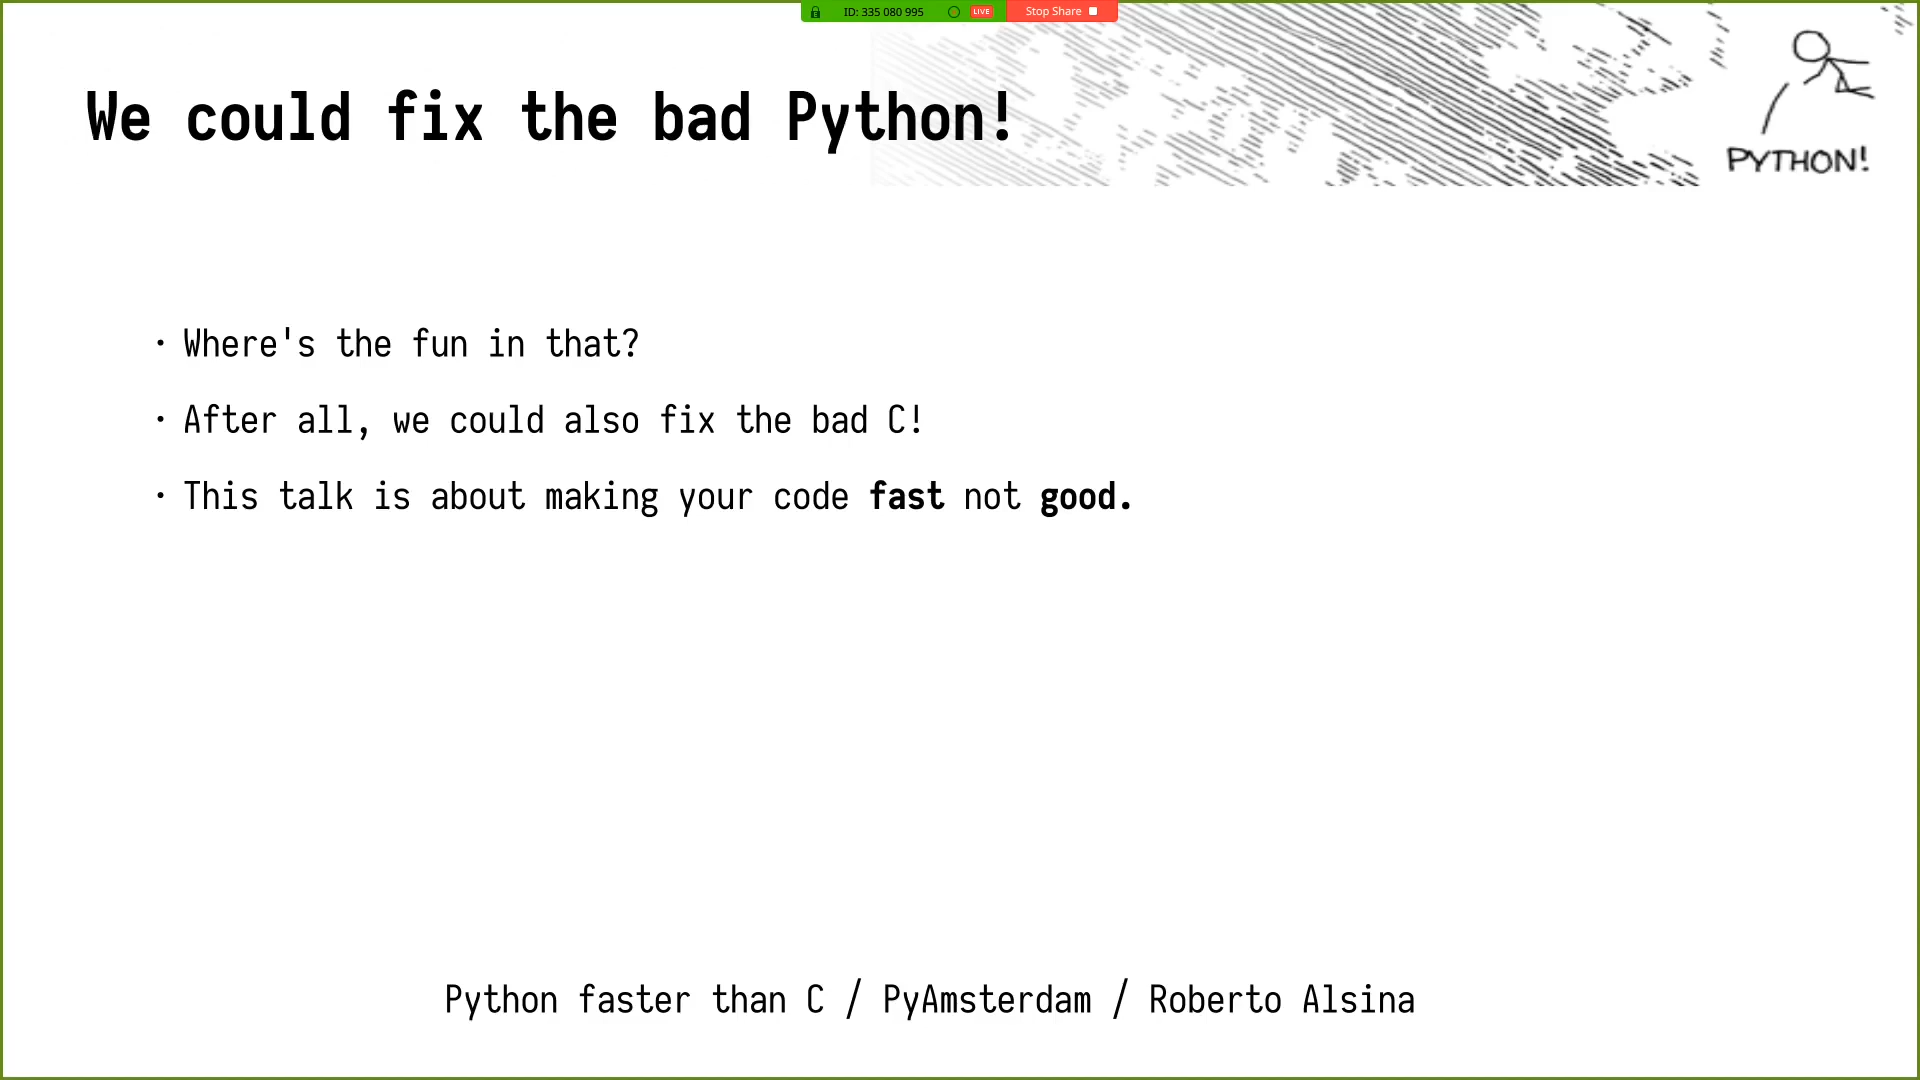 ID: 335 080 995 LIVE Stop Share
We could fix the bad Python!
PYTHON!
· Where's the fun in that?
· After all, we could also fix the bad C!
· This talk is about making your code fast not good.
Python faster than C / PyAmsterdam / Roberto Alsina